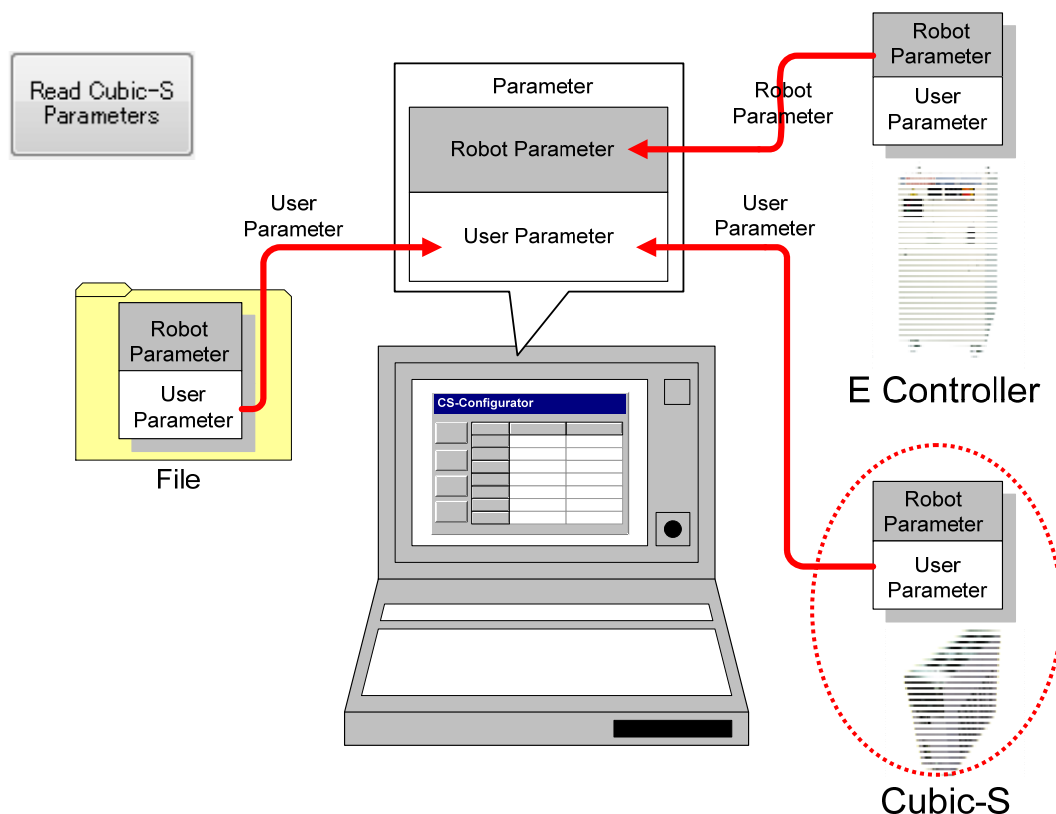 Read Cubic-S
Parameters
Parameter
Robot Parameter
User Parameter
Robot
Parameter
User
Parameter
Robot
Parameter
User
Parameter
E Controller
User
Parameter
User
Parameter
Robot
Parameter
User
Parameter
File
CS-Configurator
Robot
Parameter
User
Parameter
Cubic-S